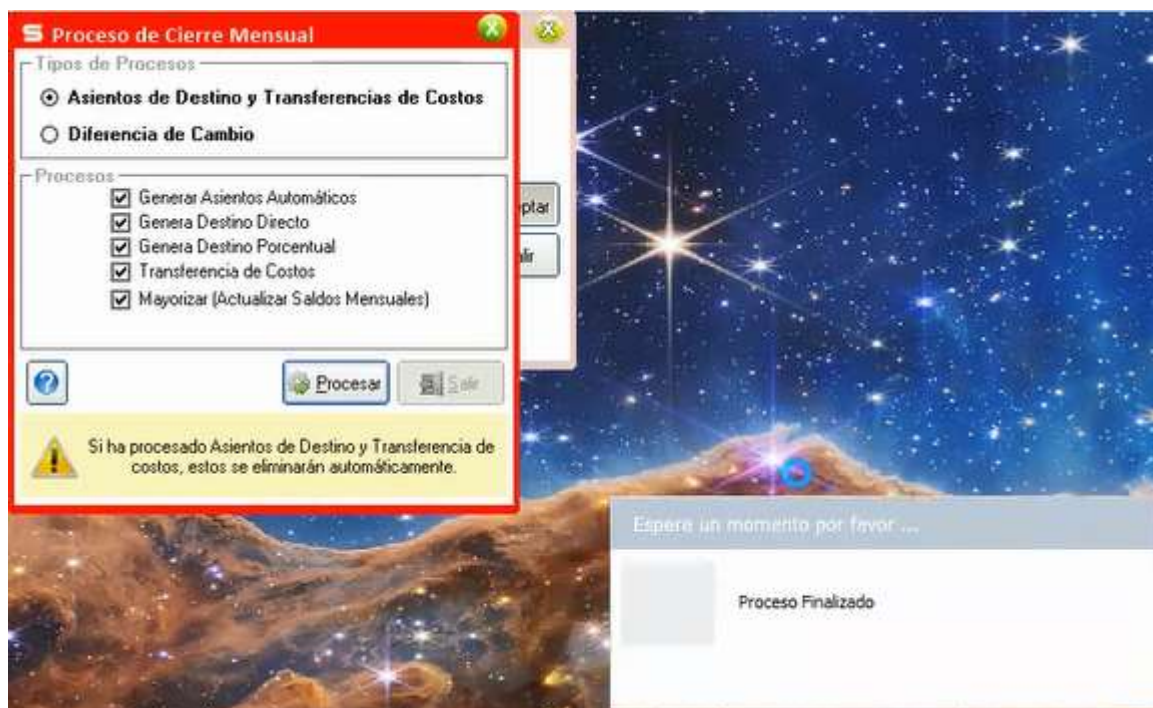 S Proceso de Cierre Mensual
Tipos de Procesos
Asientos de Destino y Transferencias de Costos
Diferencia de Cambio
Procesos
Generar Asientos Automáticos
Genera Destino Directo
Genera Destino Porcentual
Transferencia de Costos
Mayorizar (Actualizar Saldos Mensuales)
ptar
lir
Procesar
Salir
Si ha procesado Asientos de Destino y Transferencia de
costos, estos se eliminarán automáticamente.
Espere un momento por favor ...
Proceso Finalizado